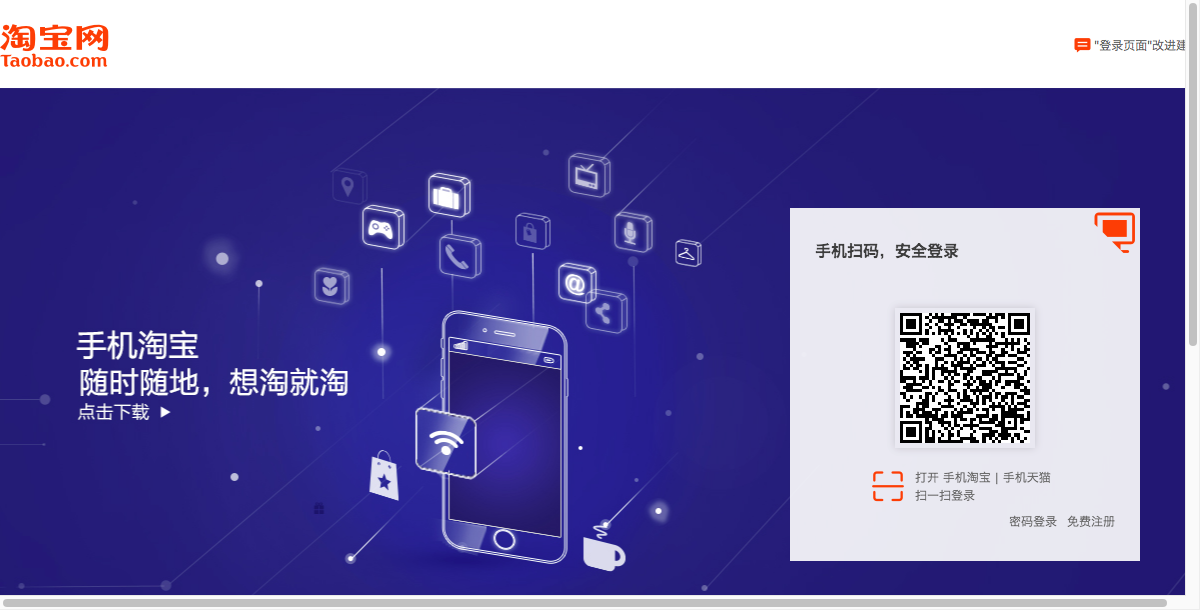 淘宝网
Taobao.com
"登录页面"改进建
手机淘宝
随时随地，想淘就淘
点击下载
手机扫码，安全登录
打开 手机淘宝 | 手机天猫
扫一扫登录
密码登录 免费注册
@